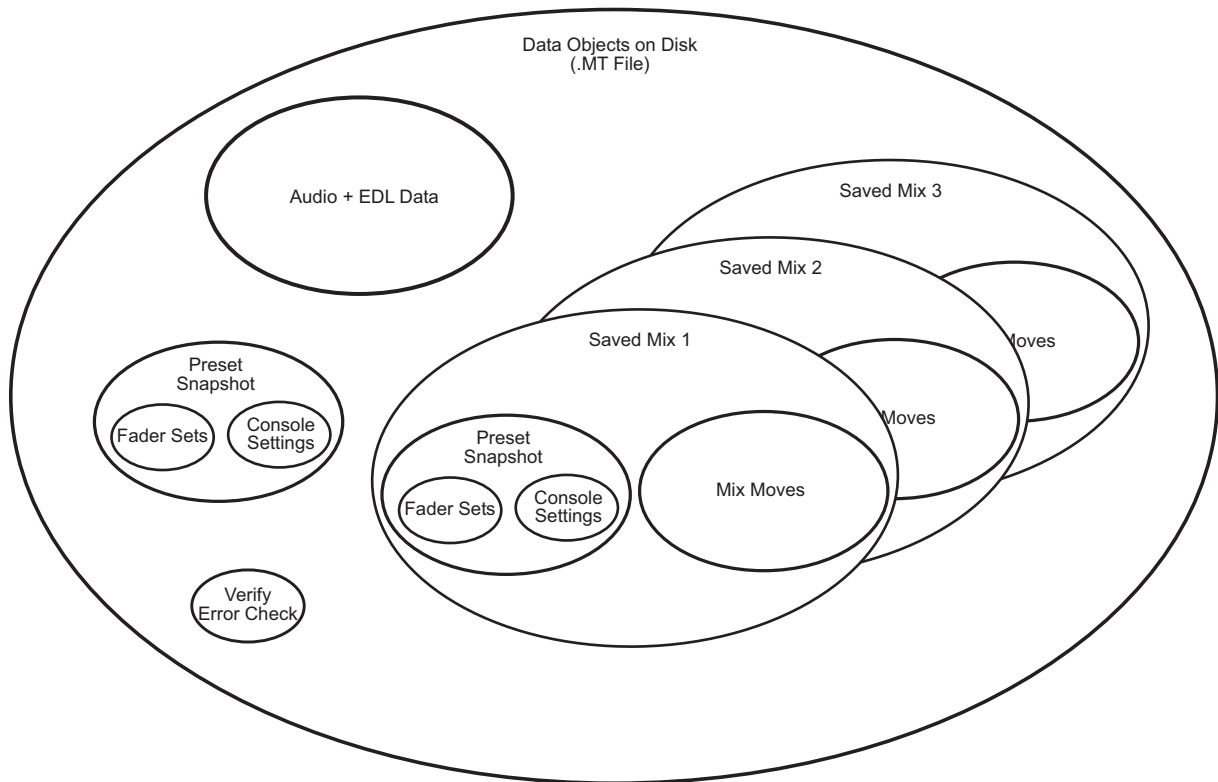 Data Objects on Disk
(.MT File)
Audio + EDL Data
Saved Mix 3
Moves
Saved Mix 2
Moves
Saved Mix 1
Preset
Snapshot
Fader Sets
Console
Settings
Mix Moves
Preset
Snapshot
Fader Sets
Console
Settings
Verify
Error Check